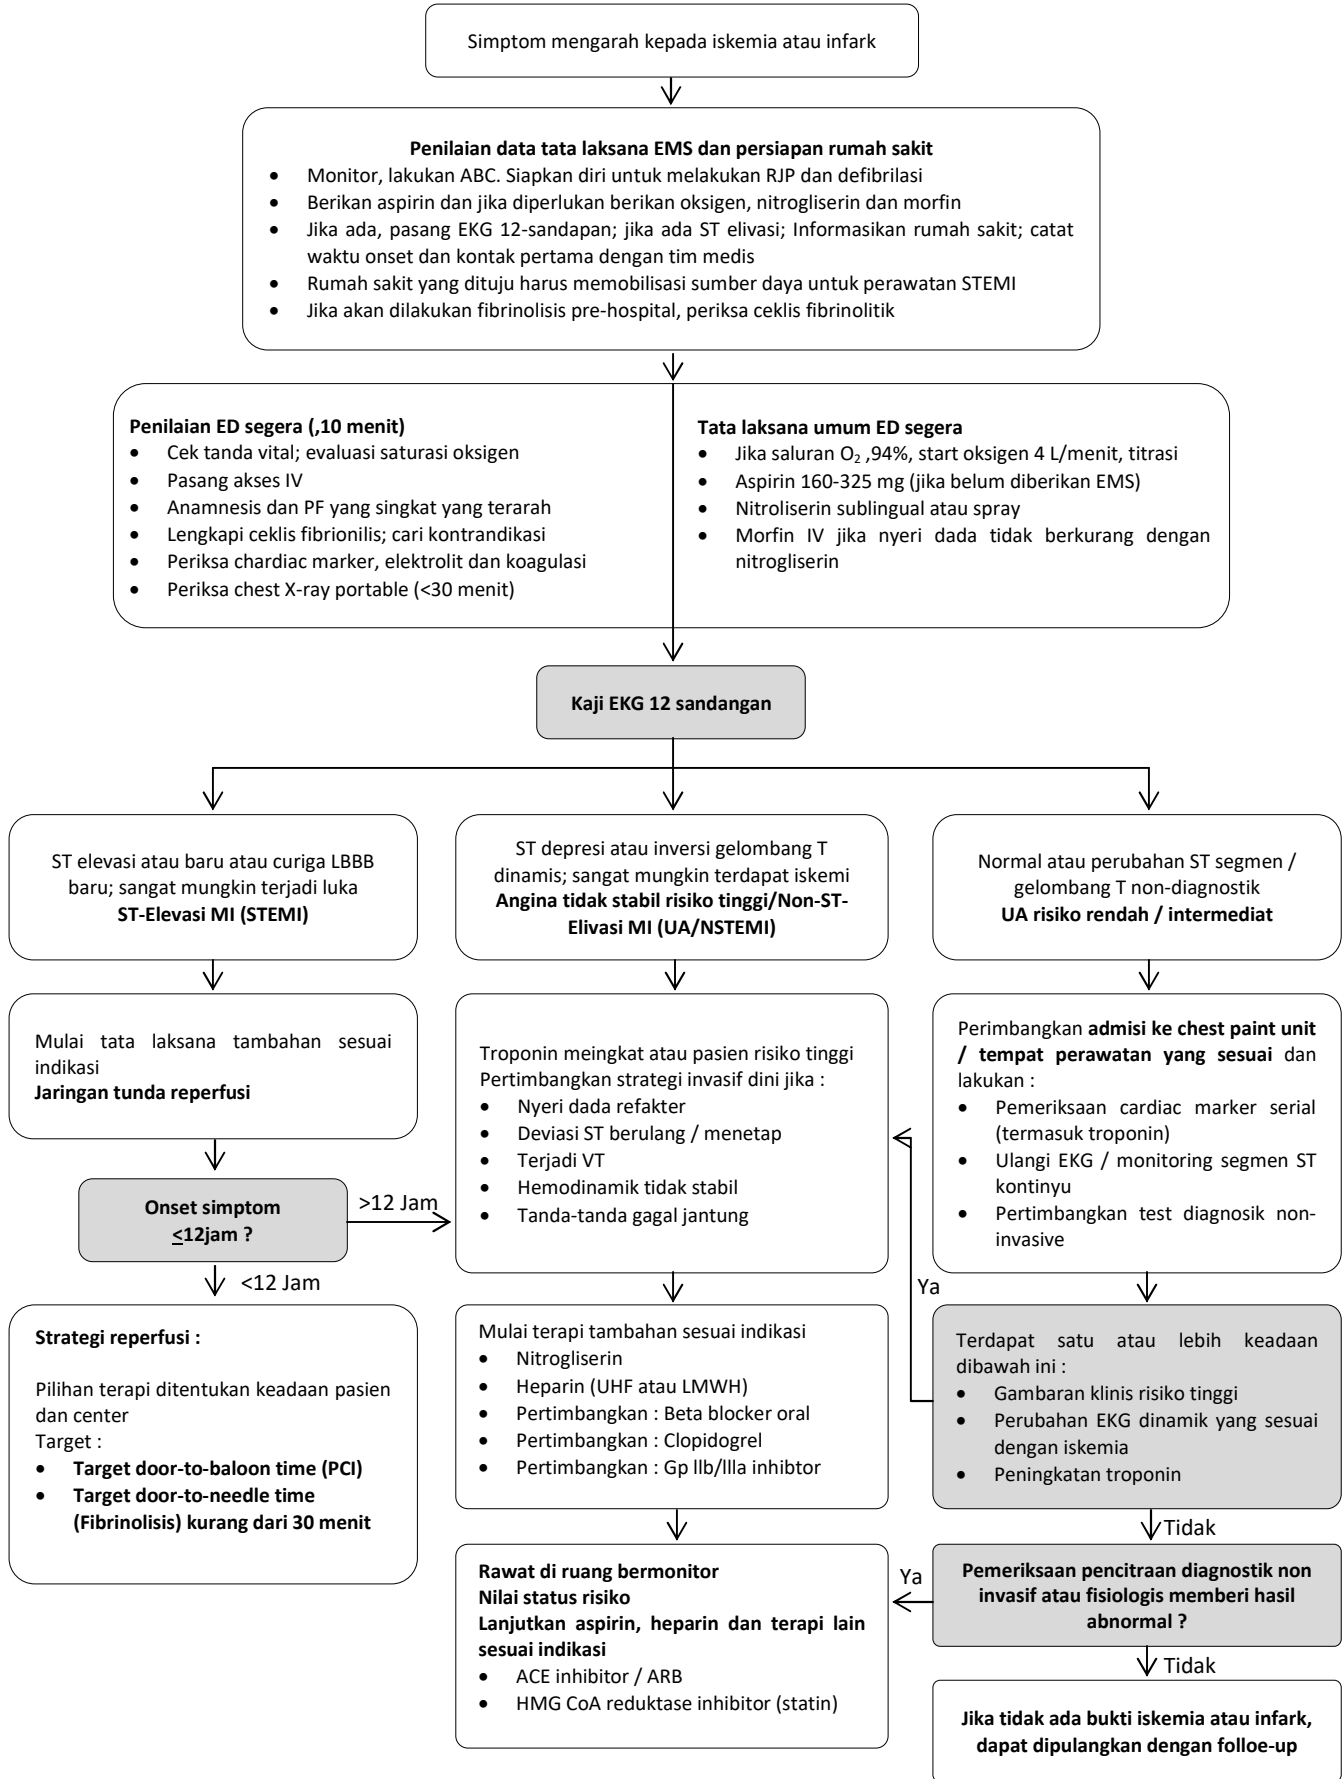 Simptom mengarah kepada iskemia atau infark
Penilaian data tata laksana EMS dan persiapan rumah sakit
• Monitor, lakukan ABC. Siapkan diri untuk melakukan RJP dan defibrilasi
• Berikan aspirin dan jika diperlukan berikan oksigen, nitrogliserin dan morfin
• Jika ada, pasang EKG 12-sandapan; jika ada ST elivasi; Informasikan rumah sakit; catat
waktu onset dan kontak pertama dengan tim medis
• Rumah sakit yang dituju harus memobilisasi sumber daya untuk perawatan STEMI
• Jika akan dilakukan fibrinolisis pre-hospital, periksa ceklis fibrinolitik
Penilaian ED segera (,10 menit)
• Cek tanda vital; evaluasi saturasi oksigen
• Pasang akses IV
• Anamnesis dan PF yang singkat yang terarah
• Lengkapi ceklis fibrionilis; cari kontrandikasi
• Periksa chardiac marker, elektrolit dan koagulasi
• Periksa chest X-ray portable (<30 menit)
Tata laksana umum ED segera
• Jika saluran O₂ ,94%, start oksigen 4 L/menit, titrasi
• Aspirin 160-325 mg (jika belum diberikan EMS)
• Nitroliserin sublingual atau spray
• Morfin IV jika nyeri dada tidak berkurang dengan
nitrogliserin
Kaji EKG 12 sandangan
ST elevasi atau baru atau curiga LBBB
baru; sangat mungkin terjadi luka
ST-Elevasi MI (STEMI)
ST depresi atau inversi gelombang T
dinamis; sangat mungkin terdapat iskemi
Angina tidak stabil risiko tinggi/Non-ST-
Elivasi MI (UA/NSTEMI)
Normal atau perubahan ST segmen /
gelombang T non-diagnostik
UA risiko rendah / intermediat
Mulai tata laksana tambahan sesuai
indikasi
Jaringan tunda reperfusi
Troponin meingkat atau pasien risiko tinggi
Pertimbangkan strategi invasif dini jika :
• Nyeri dada refakter
• Deviasi ST berulang / menetap
• Terjadi VT
• Hemodinamik tidak stabil
• Tanda-tanda gagal jantung
Perimbangkan admisi ke chest paint unit
/ tempat perawatan yang sesuai dan
lakukan :
• Pemeriksaan cardiac marker serial
(termasuk troponin)
• Ulangi EKG / monitoring segmen ST
kontinyu
• Pertimbangkan test diagnosik non-
invasive
Onset simptom
≤12jam ?
>12 Jam
<12 Jam
Ya
Strategi reperfusi :
Pilihan terapi ditentukan keadaan pasien
dan center
Target :
• Target door-to-baloon time (PCI)
• Target door-to-needle time
(Fibrinolisis) kurang dari 30 menit
Mulai terapi tambahan sesuai indikasi
• Nitrogliserin
• Heparin (UHF atau LMWH)
• Pertimbangkan : Beta blocker oral
• Pertimbangkan : Clopidogrel
• Pertimbangkan : Gp llb/llla inhibtor
Terdapat satu atau lebih keadaan
dibawah ini :
• Gambaran klinis risiko tinggi
• Perubahan EKG dinamik yang sesuai
dengan iskemia
• Peningkatan troponin
Tidak
Rawat di ruang bermonitor
Nilai status risiko
Lanjutkan aspirin, heparin dan terapi lain
sesuai indikasi
• ACE inhibitor / ARB
• HMG CoA reduktase inhibitor (statin)
Ya
Pemeriksaan pencitraan diagnostik non
invasif atau fisiologis memberi hasil
abnormal ?
Tidak
Jika tidak ada bukti iskemia atau infark,
dapat dipulangkan dengan folloe-up